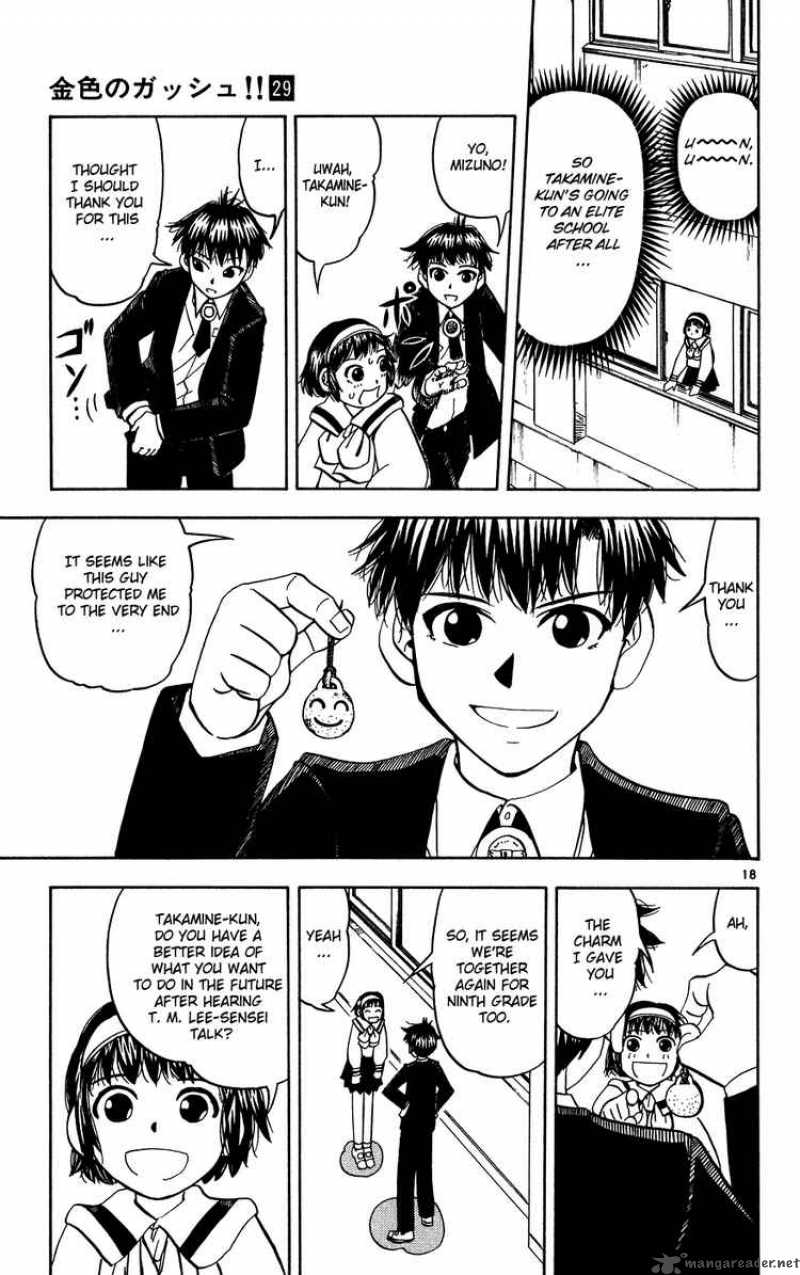 金色のガッシュ!! 29
U~~~N,
U~~~N.
SO
TAKAMINE-
KUN'S GOING
TO AN ELITE
SCHOOL
AFTER ALL
...
YO,
MIZUNO!
UWAH,
TAKAMINE-
KUN!
ポン
I...
THOUGHT
I SHOULD
THANK YOU
FOR THIS
...
ゴソ...
THANK
YOU
IT SEEMS LIKE
THIS GUY
PROTECTED ME
TO THE VERY END
...
18
AH,
THE
CHARM
I GAVE
YOU
...
SO, IT SEEMS
WE'RE
TOGETHER
AGAIN FOR
NINTH GRADE
TOO.
YEAH
...
TAKAMINE-KUN,
DO YOU HAVE A
BETTER IDEA OF
WHAT YOU WANT
TO DO IN THE
FUTURE
AFTER HEARING
T. M. LEE-SENSEI
TALK?
mangareader.net